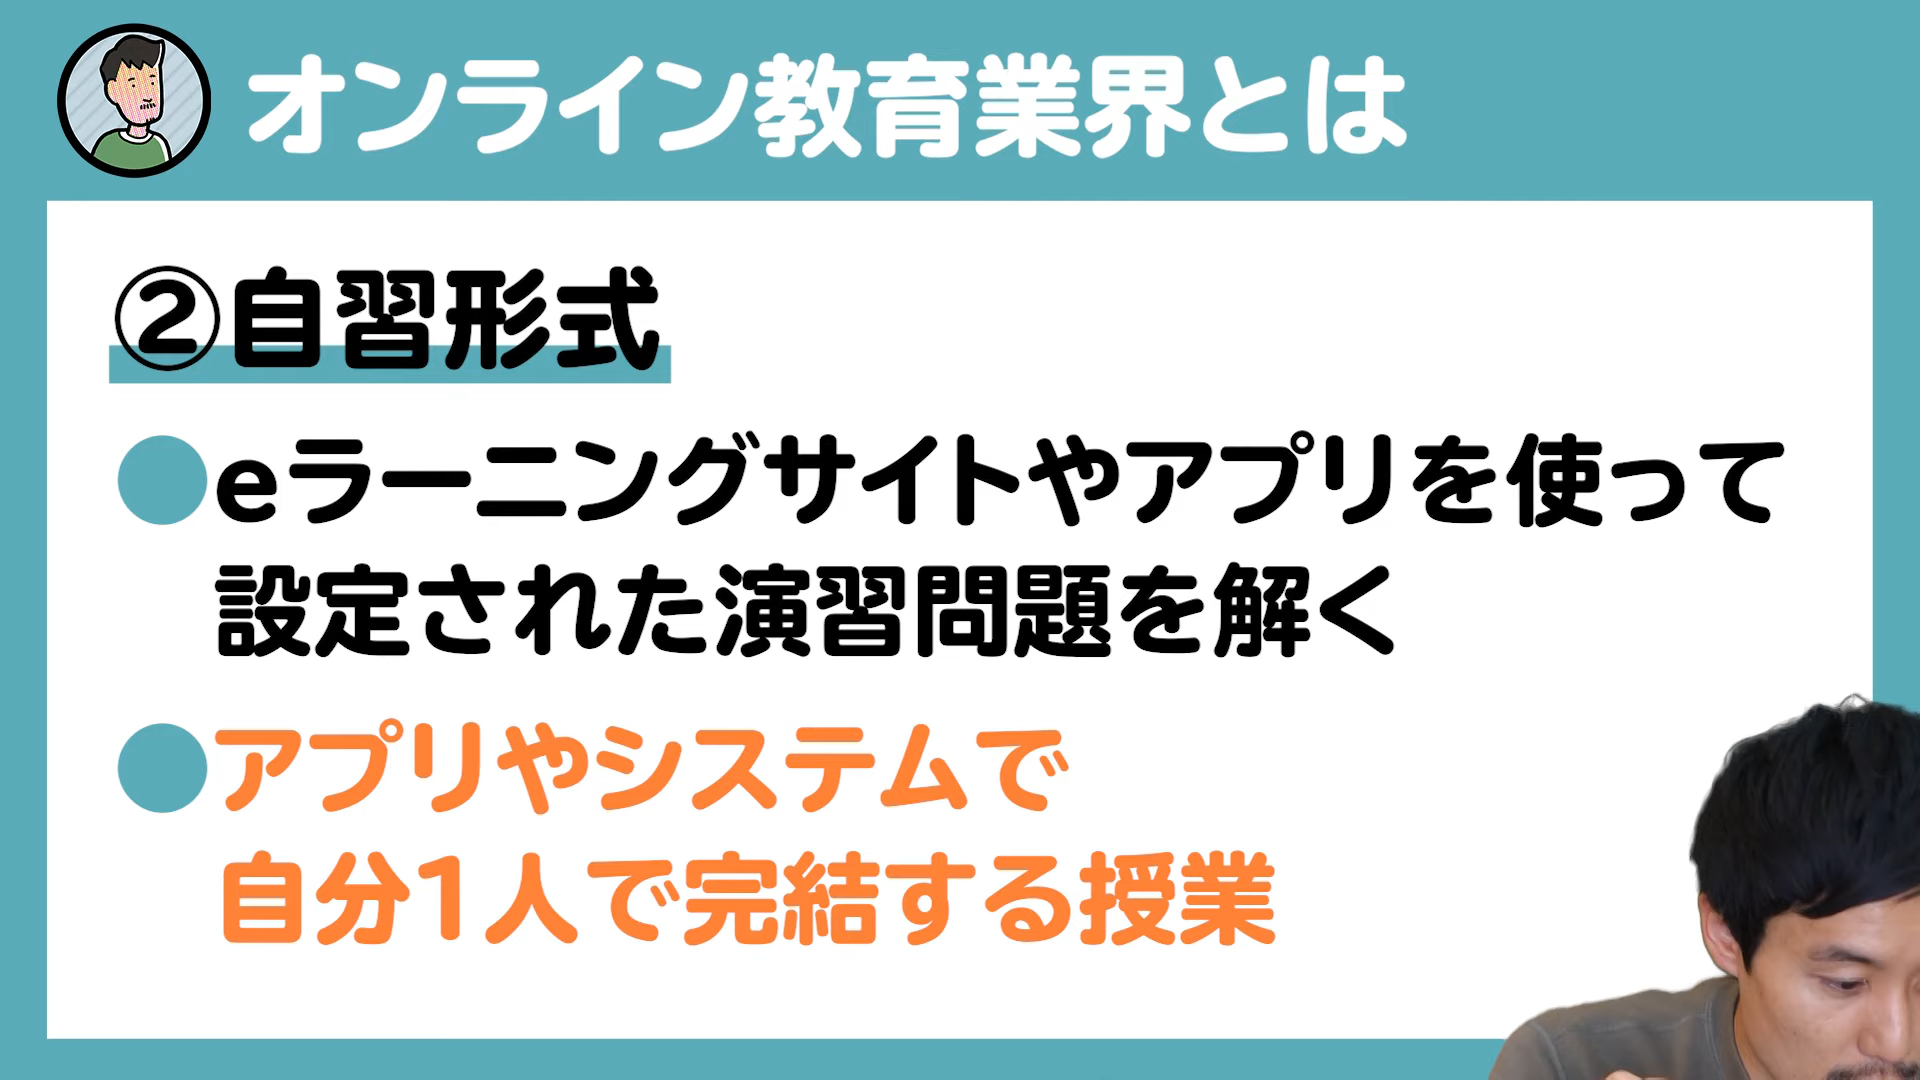 オンライン教育業界とは
②自習形式
●eラーニングサイトやアプリを使って
設定された演習問題を解く
●アプリやシステムで
自分1人で完結する授業